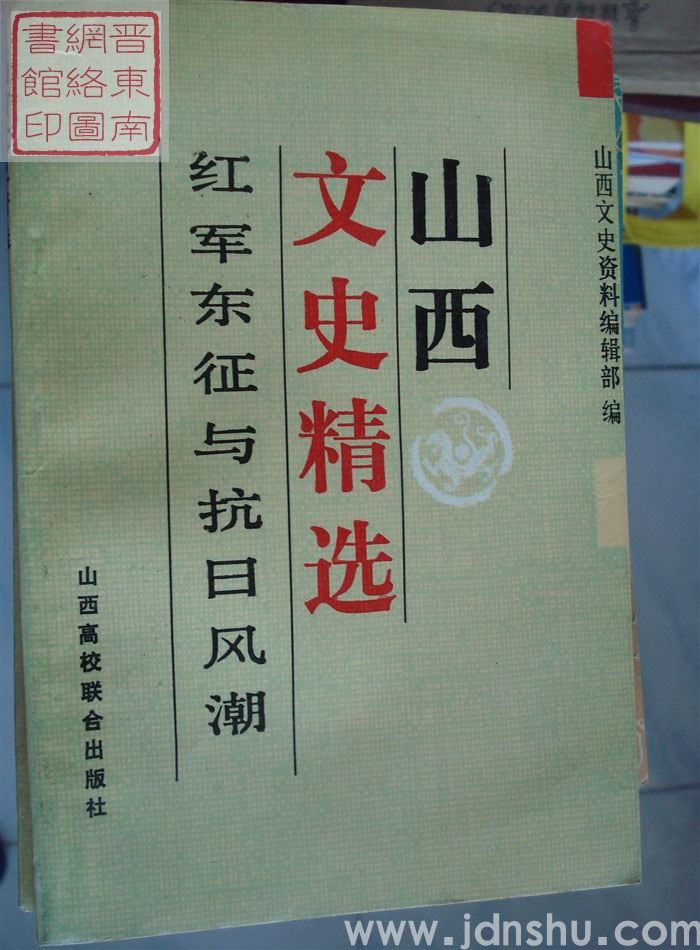 晋東南
網絡圖
書館印
山西文史资料编辑部 编
山西
文史精选
红军东征与抗日风潮
山西高校联合出版社
www.jdnshu.com